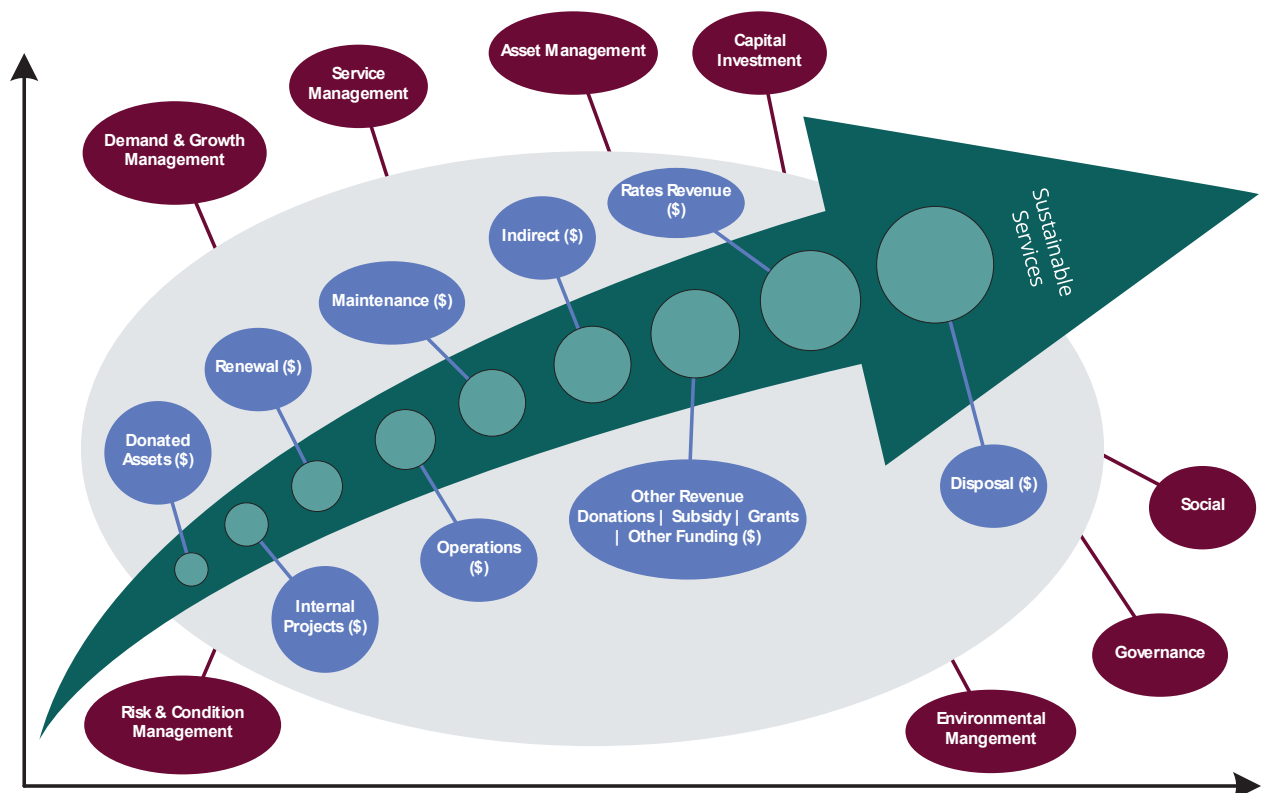 Capital
Investment
Asset Management
Service
Management
Demand & Growth
Management
Rates Revenue
($)
Indirect ($)
Sustainable
Services
Maintenance ($)
Renewal ($)
Donated
Assets ($)
Other Revenue
Donations | Subsidy | Grants
| Other Funding ($)
Disposal ($)
Social
Operations
($)
Internal
Projects ($)
Governance
Risk & Condition
Management
Environmental
Mangement